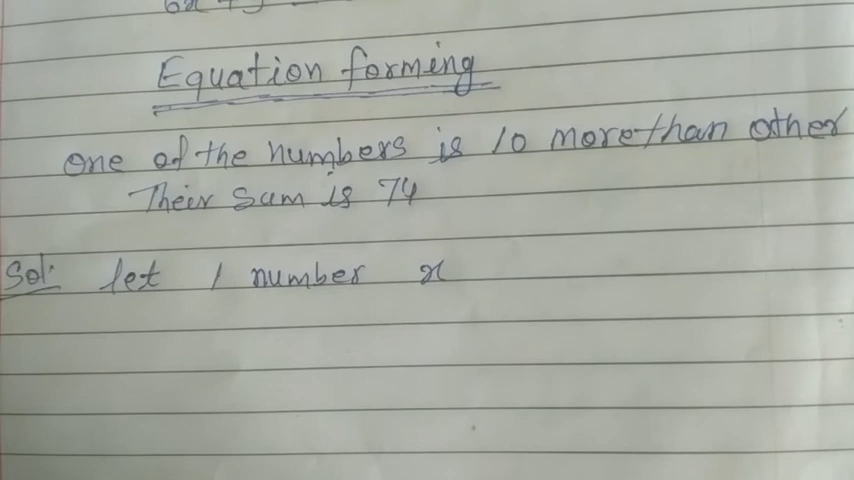 Equation forming
One of the numbers is 10 more than other
Their sum is 74
Sol: let 1 number x